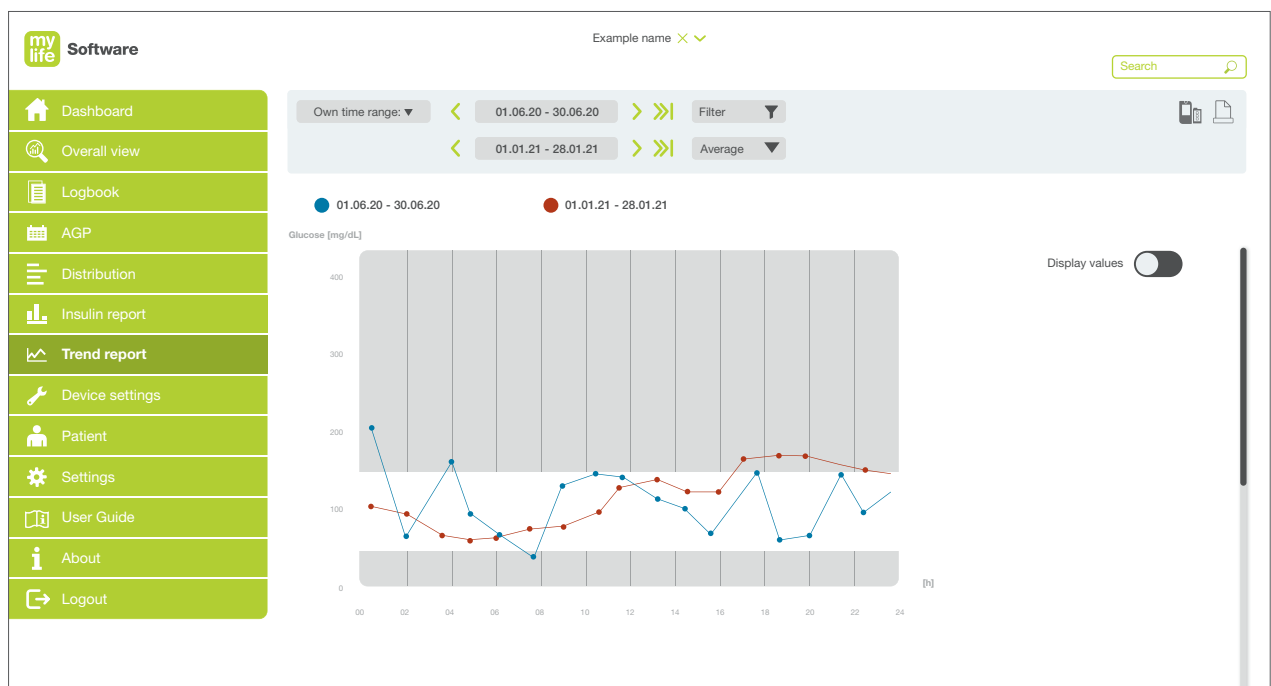 my
life
Software
Example name
Search
Dashboard
Overall view
Logbook
AGP
Distribution
Insulin report
Trend report
Device settings
Patient
Settings
User Guide
About
Logout
Own time range:
01.06.20 - 30.06.20
Filter
01.01.21 - 28.01.21
Average
01.06.20 - 30.06.20
01.01.21 - 28.01.21
Glucose [mg/dL]
Display values
400
300
200
100
0
[h]
00 02 04 06 08 10 12 14 16 18 20 22 24